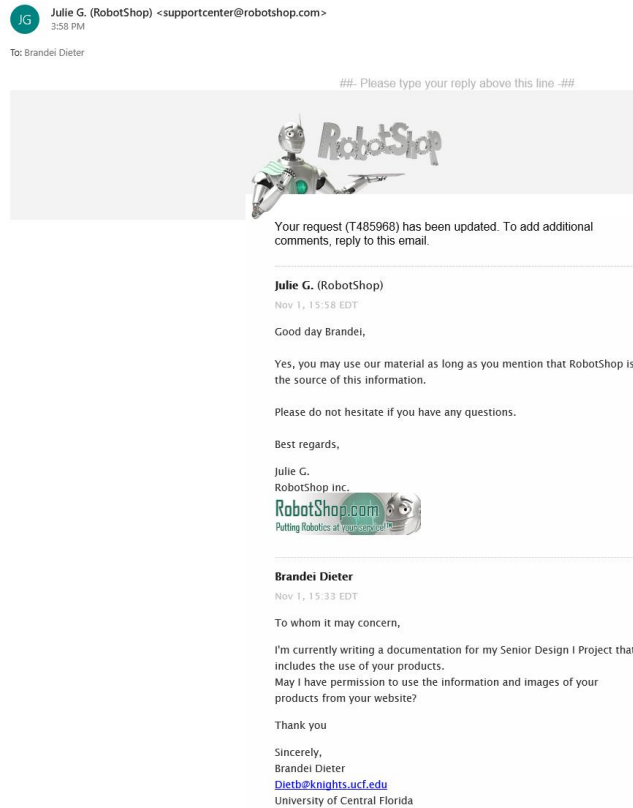 JG
Julie G. (RobotShop) <supportcenter@robotshop.com>
3:58 PM
To: Brandei Dieter
##- Please type your reply above this line -##
RobotShop
Your request (T485968) has been updated. To add additional
comments, reply to this email.
Julie G. (RobotShop)
Nov 1, 15:58 EDT
Good day Brandei,
Yes, you may use our material as long as you mention that RobotShop is
the source of this information.
Please do not hesitate if you have any questions.
Best regards,
Julie G.
RobotShop inc.
RobotShop.com
Putting Robotics at your service!™
Brandei Dieter
Nov 1, 15:33 EDT
To whom it may concern,
I'm currently writing a documentation for my Senior Design I Project that
includes the use of your products.
May I have permission to use the information and images of your
products from your website?
Thank you
Sincerely,
Brandei Dieter
Dietb@knights.ucf.edu
University of Central Florida